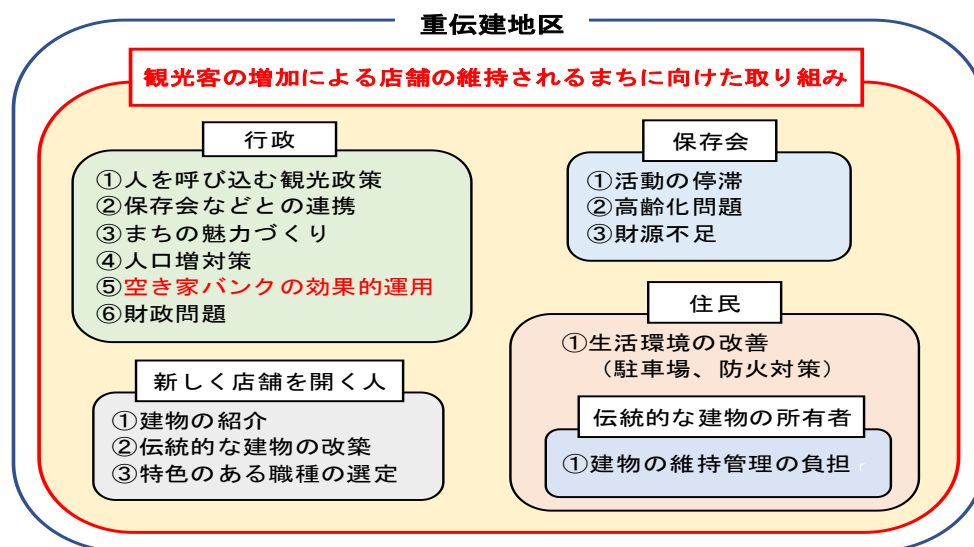 重伝建地区
観光客の増加による店舗の維持されるまちに向けた取り組み
行政
①人を呼び込む観光政策
②保存会などとの連携
③まちの魅力づくり
④人口増対策
⑤空き家バンクの効果的運用
⑥財政問題
保存会
①活動の停滞
②高齢化問題
③財源不足
新しく店舗を開く人
①建物の紹介
②伝統的な建物の改築
③特色のある職種の選定
住民
①生活環境の改善
（駐車場、防火対策）
伝統的な建物の所有者
①建物の維持管理の負担